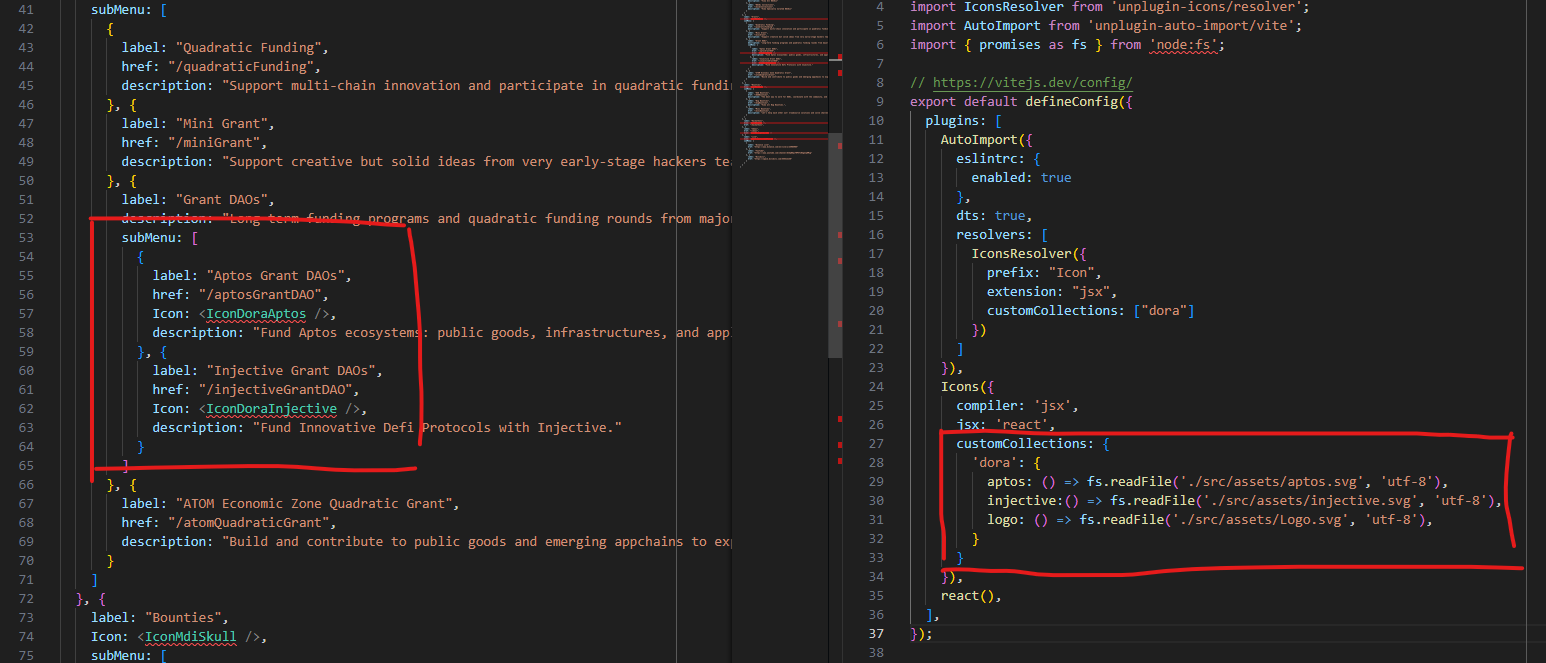 41 subMenu: [
42 {
43 label: "Quadratic Funding",
44 href: "/quadraticFunding",
45 description: "Support multi-chain innovation and participate in quadratic
46 }, {
47 label: "Mini Grant",
48 href: "/miniGrant",
49 description: "Support creative but solid ideas from very early-stage hackers
50 }, {
51 label: "Grant DAOs",
52 description: "Long-term funding programs and quadratic funding rounds from
53 subMenu: [
54 {
55 label: "Aptos Grant DAOs",
56 href: "/aptosGrantDAO",
57 Icon: <IconDoraAptos />,
58 description: "Fund Aptos ecosystems: public goods, infrastructures, and
59 }, {
60 label: "Injective Grant DAOs",
61 href: "/injectiveGrantDAO",
62 Icon: <IconDoraInjective />,
63 description: "Fund Innovative Defi Protocols with Injective."
64 }
65 ]
66 }, {
67 label: "ATOM Economic Zone Quadratic Grant",
68 href: "/atomQuadraticGrant",
69 description: "Build and contribute to public goods and emerging appchains to
70 }
71 ]
72 }, {
73 label: "Bounties",
74 Icon: <IconMdiSkull />,
75 subMenu: [
4 import IconsResolver from 'unplugin-icons/resolver';
5 import AutoImport from 'unplugin-auto-import/vite';
6 import { promises as fs } from 'node:fs';
7
8 // https://vitejs.dev/config/
9 export default defineConfig({
10 plugins: [
11 AutoImport({
12 eslintrc: {
13 enabled: true
14 },
15 dts: true,
16 resolvers: [
17 IconsResolver({
18 prefix: "Icon",
19 extension: "jsx",
20 customCollections: ["dora"]
21 })
22 ]
23 }),
24 Icons({
25 compiler: 'jsx',
26 jsx: 'react',
27 customCollections: {
28 'dora': {
29 aptos: () => fs.readFile('./src/assets/aptos.svg', 'utf-8'),
30 injective:() => fs.readFile('./src/assets/injective.svg', 'utf-8'),
31 logo: () => fs.readFile('./src/assets/Logo.svg', 'utf-8'),
32 }
33 }
34 }),
35 react(),
36 ],
37 });
38